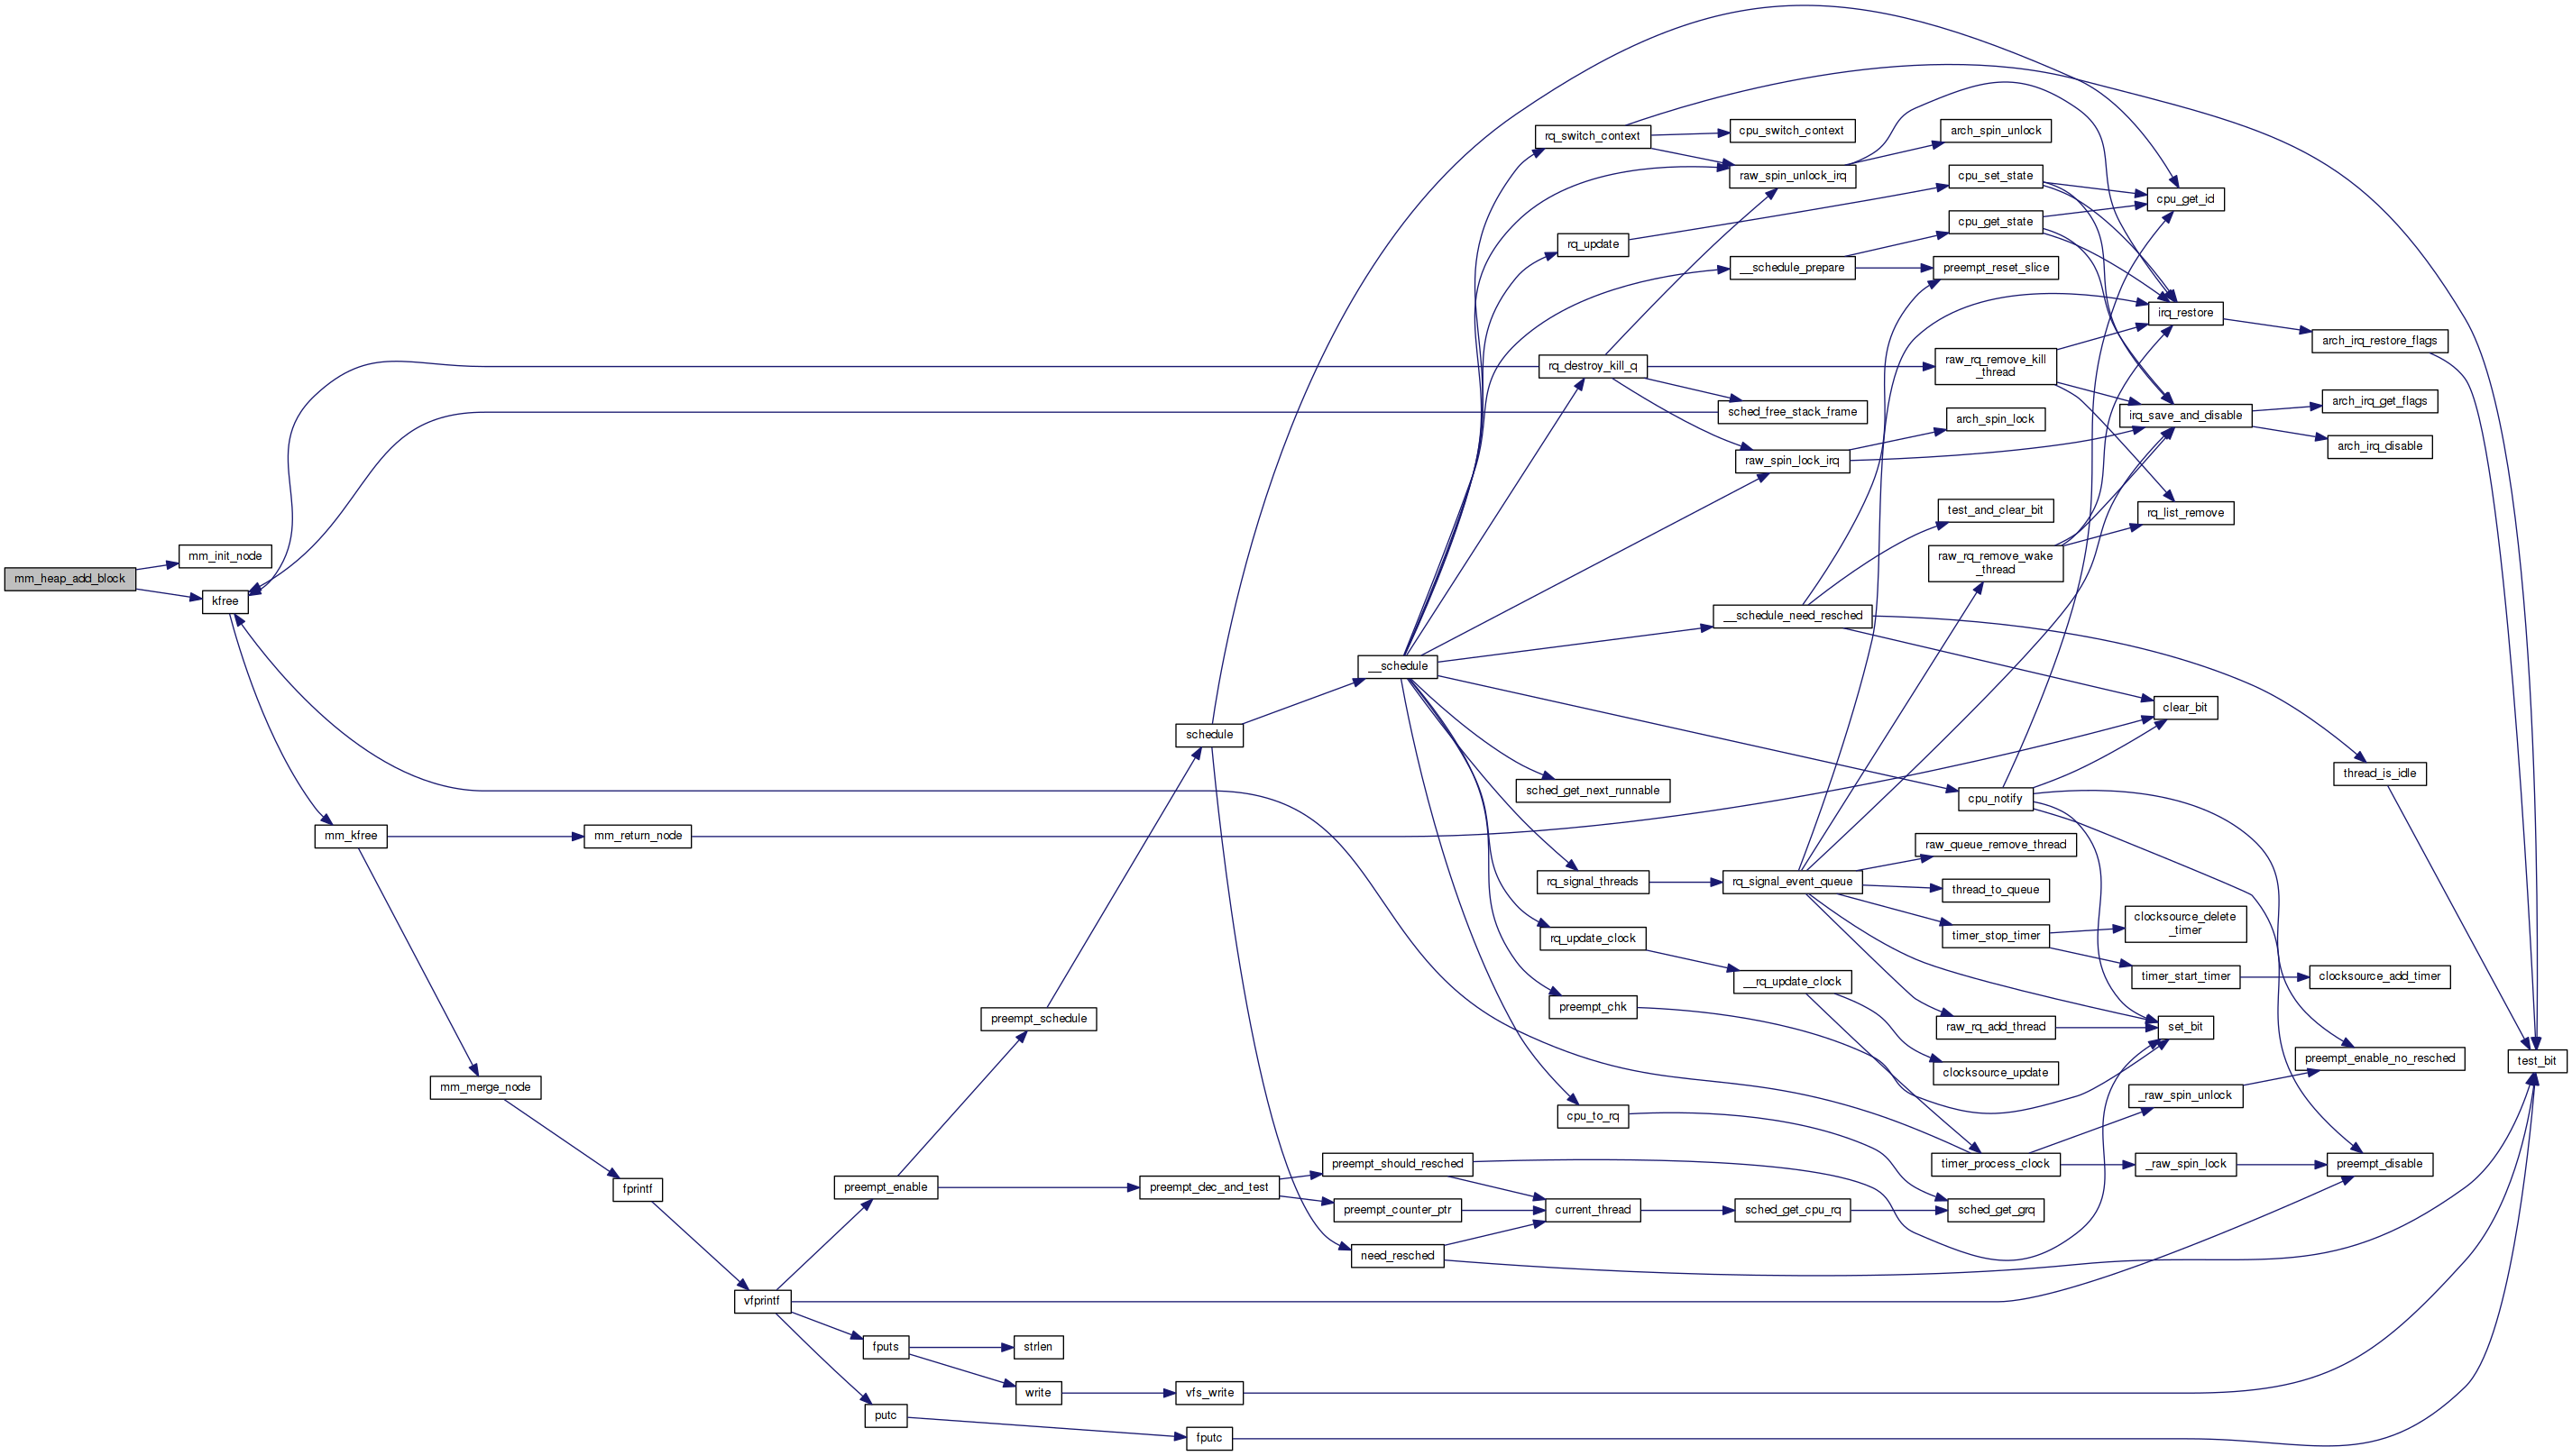 mm_heap_add_block
mm_init_node
kfree
mm_kfree
mm_return_node
mm_merge_node
fprintf
vfprintf
preempt_enable
fputs
putc
preempt_schedule
strlen
write
preempt_dec_and_test
schedule
vfs_write
fputc
preempt_should_resched
preempt_counter_ptr
need_resched
__schedule
rq_switch_context
rq_update
rq_destroy_kill_q
sched_get_next_runnable
rq_signal_threads
rq_update_clock
preempt_chk
cpu_to_rq
current_thread
cpu_switch_context
raw_spin_unlock_irq
__schedule_prepare
sched_free_stack_frame
raw_spin_lock_irq
__schedule_need_resched
rq_signal_event_queue
__rq_update_clock
sched_get_cpu_rq
arch_spin_unlock
cpu_set_state
cpu_get_state
preempt_reset_slice
raw_rq_remove_kill
_thread
arch_spin_lock
test_and_clear_bit
raw_rq_remove_wake
_thread
cpu_notify
raw_queue_remove_thread
thread_to_queue
timer_stop_timer
raw_rq_add_thread
clocksource_update
timer_process_clock
sched_get_grq
cpu_get_id
irq_restore
irq_save_and_disable
rq_list_remove
clear_bit
clocksource_delete
_timer
timer_start_timer
set_bit
_raw_spin_unlock
_raw_spin_lock
arch_irq_restore_flags
arch_irq_get_flags
arch_irq_disable
thread_is_idle
clocksource_add_timer
preempt_enable_no_resched
preempt_disable
test_bit